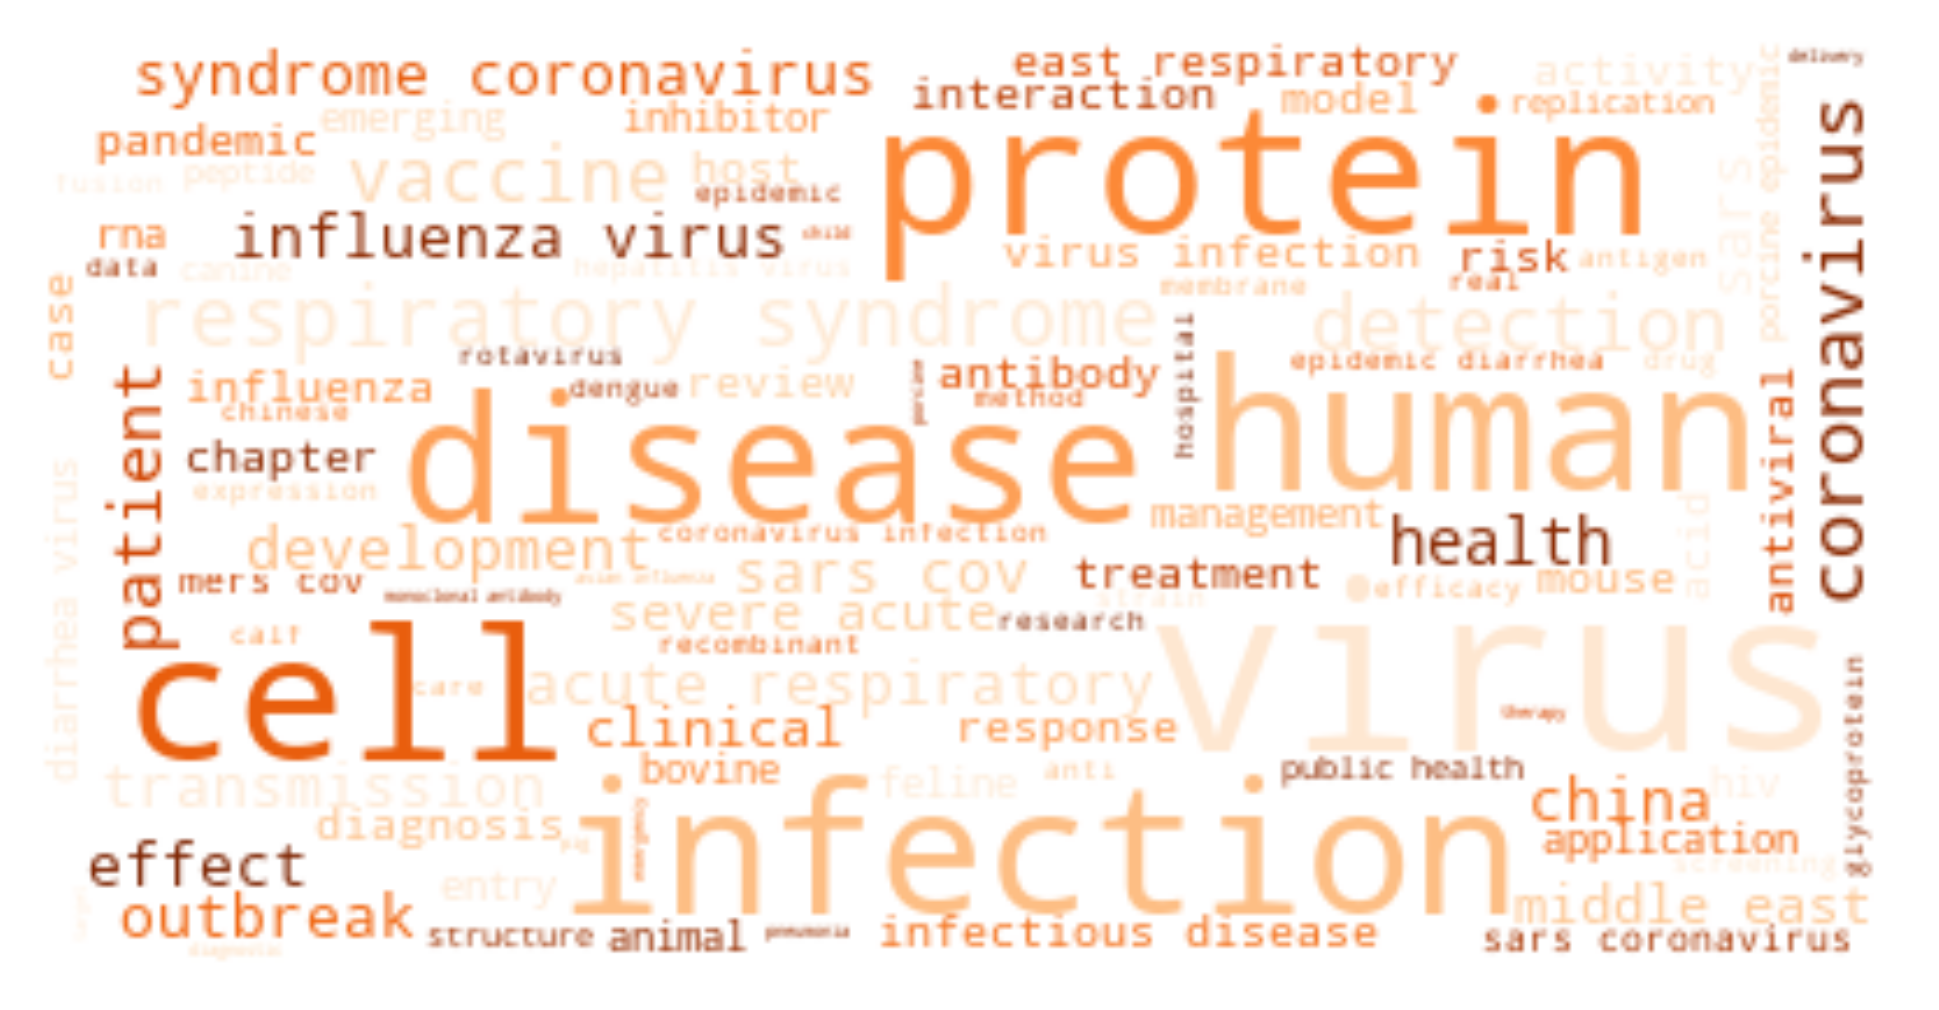 syndrome coronavirus
east respiratory
activity
delivery
interaction
model
replication
emerging
inhibitor
pandemic
protein
porcine epidemic
coronavirus
vaccine
host
fusion
peptide
epidemic
sars
influenza virus
child
rna
virus infection
risk
antigen
data
canine
hepatitis virus
real
membrane
case
respiratory syndrome
detection
rotavirus
hospital
epidemic diarrhea
drug
patient
influenza
dengue
review
porcine
antibody
method
human
antiviral
chinese
disease
chapter
expression
diarrhea virus
management
acid
health
development
coronavirus infection
mers cov
asian influenza
sars cov
treatment
efficacy
mouse
monoclonal antibody
strain
severe acute
research
virus
calf
recombinant
glycoprotein
cell
care
acute respiratory
therapy
clinical
response
transmission
bovine
feline
anti
public health
hiv
infection
china
diagnosis
emergency
pig
application
effect
screening
entry
middle east
outbreak
structure
animal
pneumonia
infectious disease
sars coronavirus
diagnostic